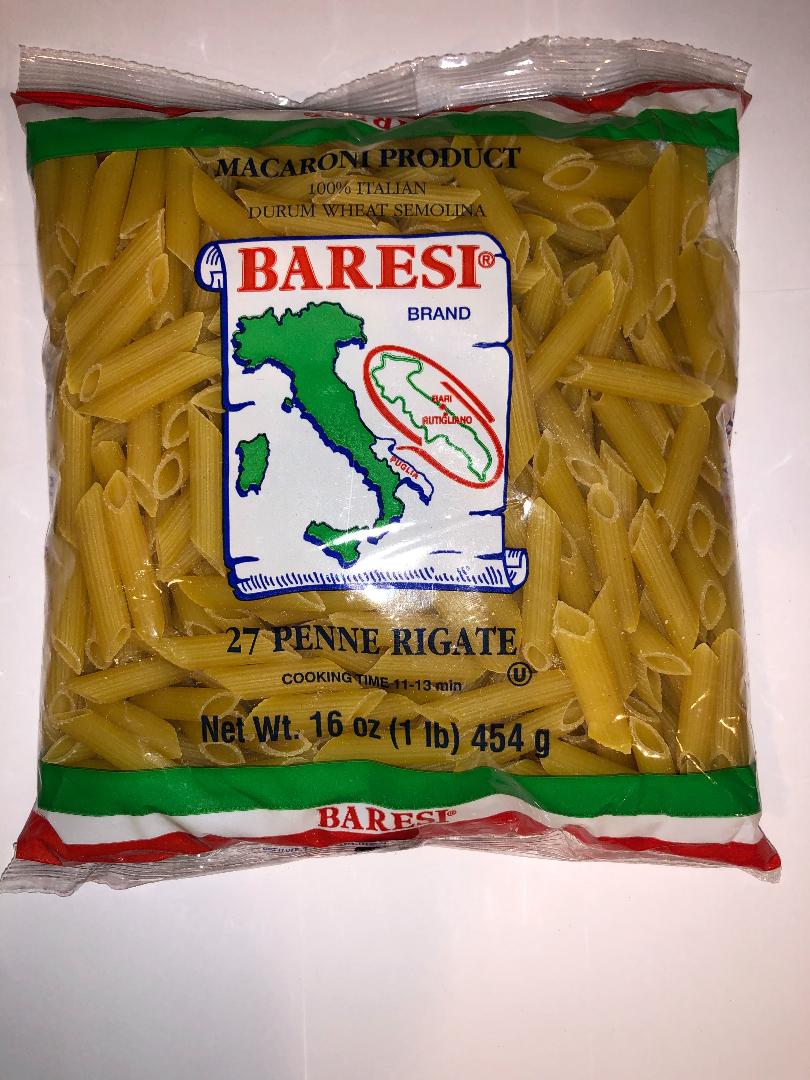 MACARONI PRODUCT
100% ITALIAN
DURUM WHEAT SEMOLINA
BARESI®
BRAND
BARI
RUTIGLIANO
PUGLIA
27 PENNE RIGATE
COOKING TIME 11-13 min
U
Net Wt. 16 oz (1 lb) 454 g
BARESI®